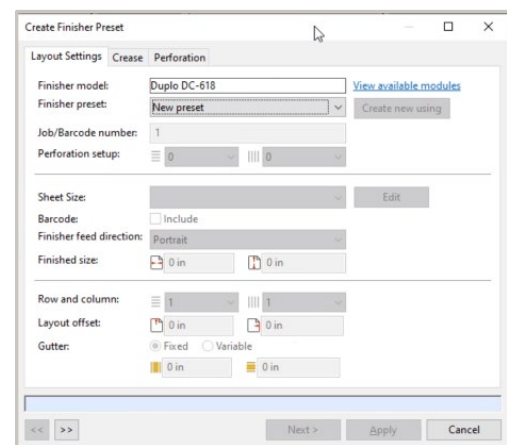 Create Finisher Preset
Layout Settings Crease Perforation
Finisher model: Duplo DC-618 View available modules
Finisher preset: New preset Create new using
Job/Barcode number: 1
Perforation setup: 0 0
Sheet Size: Edit
Barcode: Include
Finisher feed direction: Portrait
Finished size: 0 in 0 in
Row and column: 1 1
Layout offset: 0 in 0 in
Gutter: Fixed Variable
0 in 0 in
<< >> Next > Apply Cancel